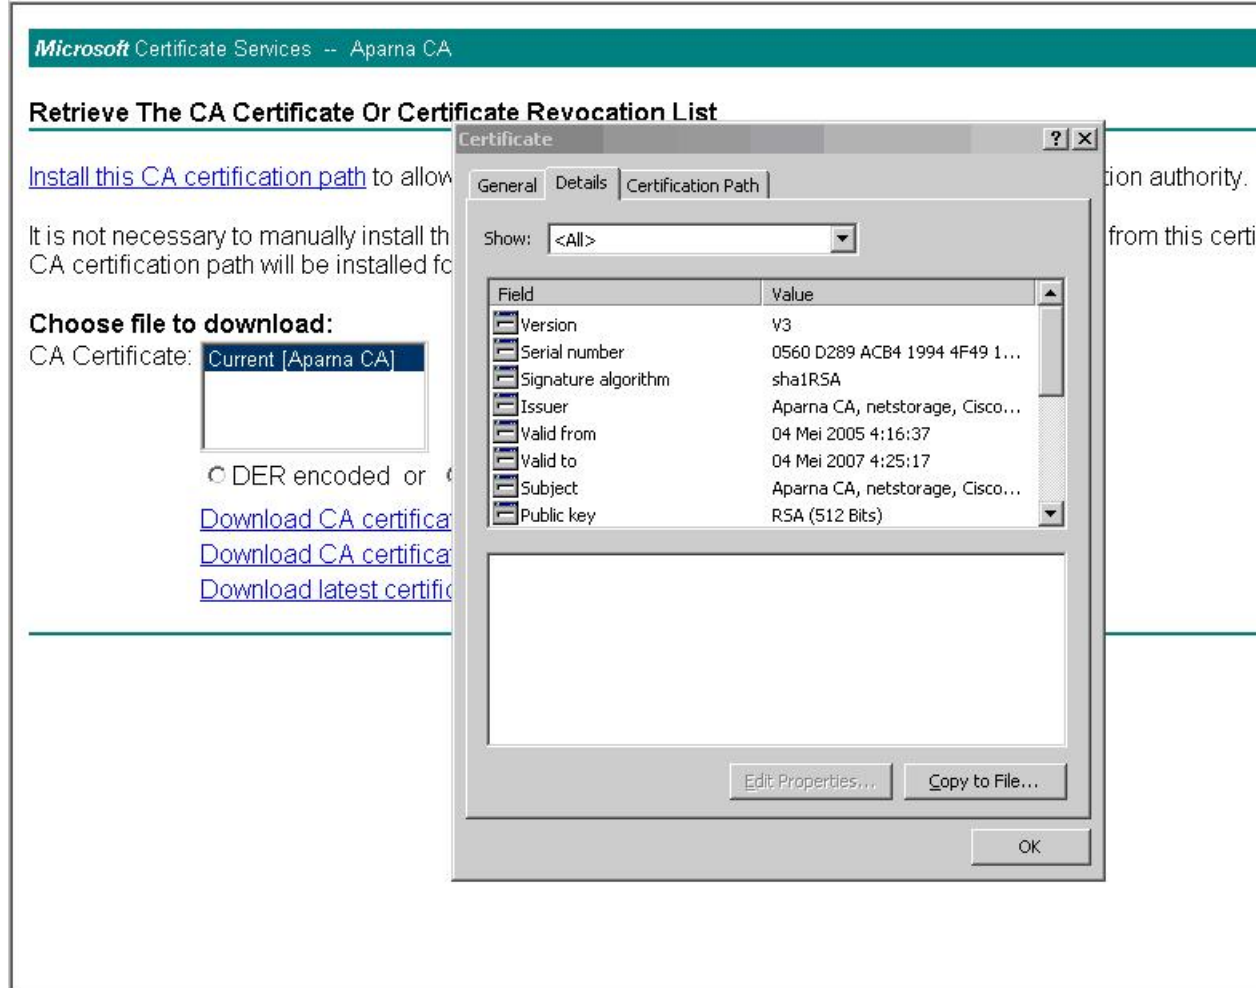 Microsoft Certificate Services -- Aparna CA
Retrieve The CA Certificate Or Certificate Revocation List
Install this CA certification path to allow
tion authority.
It is not necessary to manually install th
from this certi
CA certification path will be installed fo
Choose file to download:
CA Certificate:
Current [Aparna CA]
DER encoded or
Download CA certificat
Download CA certificat
Download latest certific
Certificate
General Details Certification Path
Show: <All>
Field Value
Version V3
Serial number 0560 D289 ACB4 1994 4F49 1...
Signature algorithm sha1RSA
Issuer Aparna CA, netstorage, Cisco...
Valid from 04 Mei 2005 4:16:37
Valid to 04 Mei 2007 4:25:17
Subject Aparna CA, netstorage, Cisco...
Public key RSA (512 Bits)
Edit Properties... Copy to File...
OK